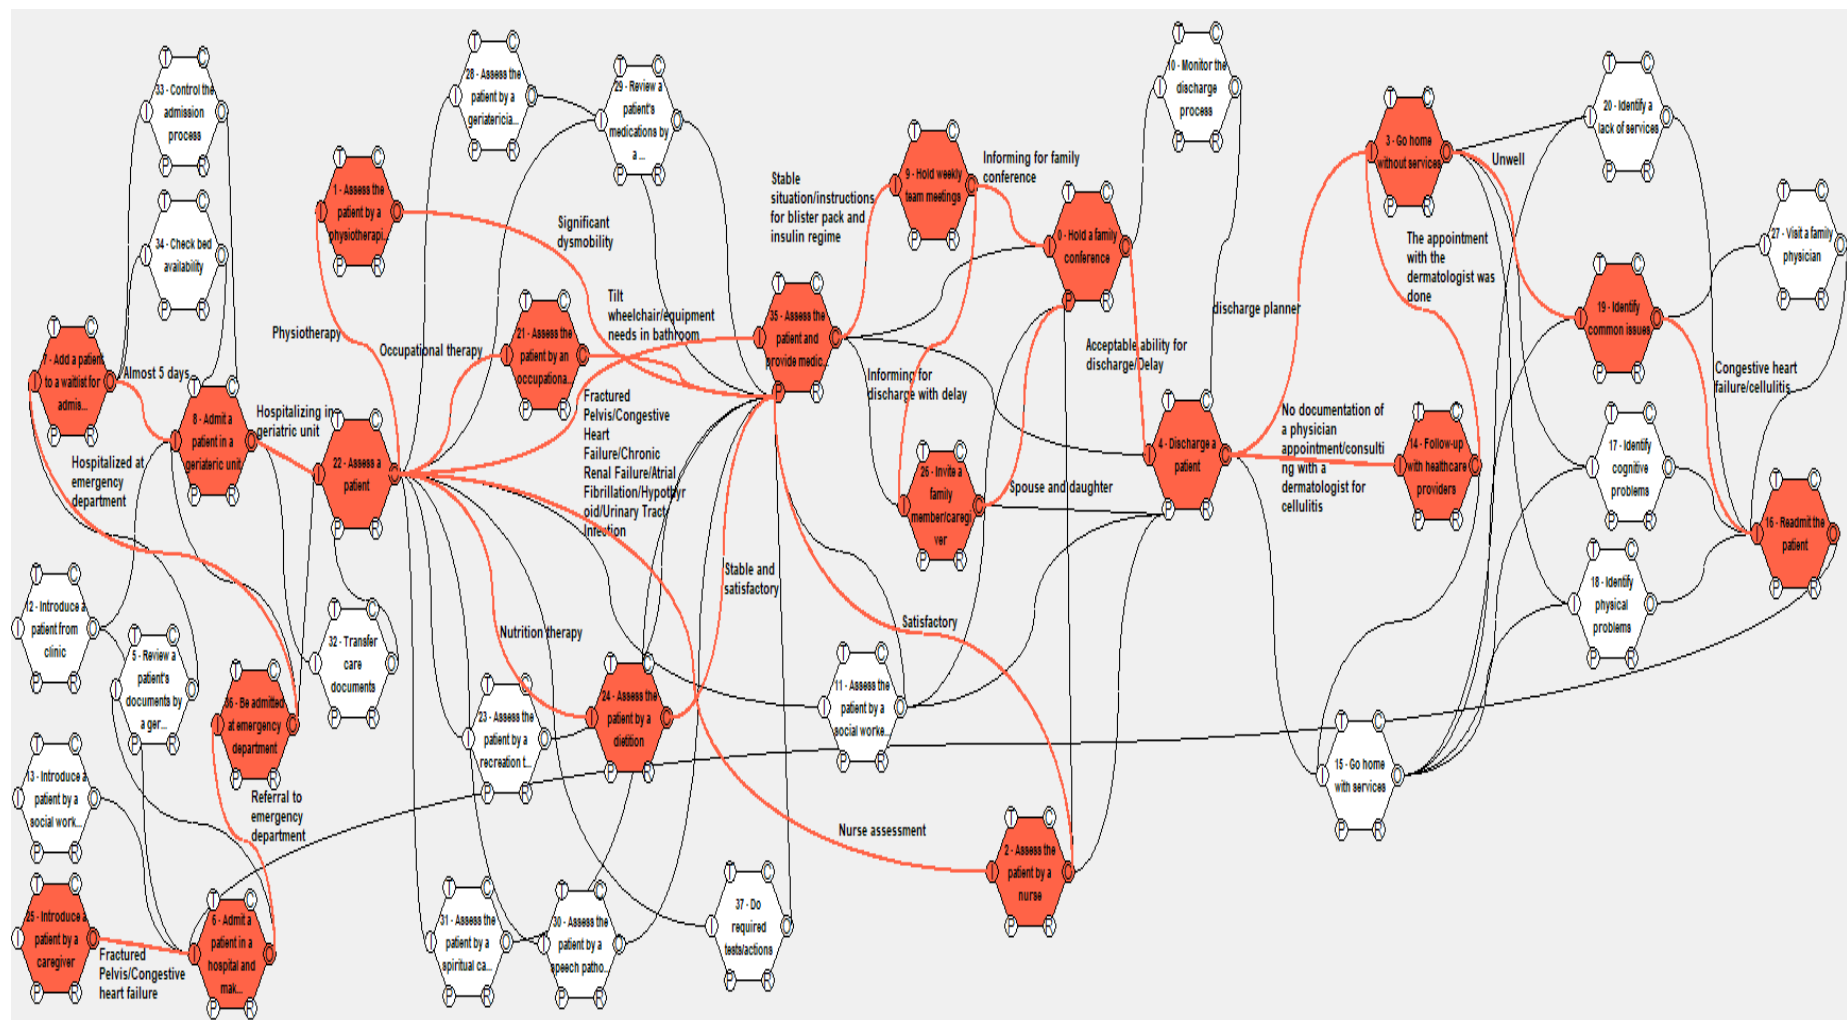 33 - Control the
admission
process
34 - Check bed
availability
7 - Add a patient
to a waitlist for
admis...
Almost 5 days
8 - Admit a
patient in a
geriateric unit
Hospitalizing in
geriatric unit
Hospitalized at
emergency
department
12 - Introduce a
patient from
clinic
5 - Review a
patient's
documents by
a ger...
36 - Be admitted
at emergency
department
13 - Introduce a
patient by a
social work...
Referral to
emergency
department
25 - Introduce a
patient by a
caregiver
Fractured
Pelvis/Congestive
heart failure
6 - Admit a
patient in a
hospital and
mak...
1 - Assess the
patient by a
physiotherapi...
Physiotherapy
22 - Assess a
patient
32 - Transfer
care
documents
28 - Assess the
patient by a
geriatericia...
29 - Review a
patient's
medications by
a ...
Significant
dysmobility
Occupational therapy
21 - Assess the
patient by an
occupationa...
Tilt
wheelchair/equipment
needs in bathroom
Fractured
Pelvis/Congestive
Heart
Failure/Chronic
Renal Failure/Atrial
Fibrillation/Hypothyr
oid/Urinary Tract
Infection
Nutrition therapy
24 - Assess the
patient by a
dietition
Stable and
satisfactory
23 - Assess the
patient by a
recreation t...
31 - Assess the
patient by a
spiritual ca...
30 - Assess the
patient by a
speech patho...
37 - Do
required
tests/actions
Nurse assessment
2 - Assess the
patient by a
nurse
Satisfactory
11 - Assess the
patient by a
social worke...
35 - Assess the
patient and
provide medic...
Stable
situation/instructions
for blister pack and
insulin regime
9 - Hold weekly
team meetings
Informing for family
conference
0 - Hold a family
conference
Informing for
discharge with delay
26 - Invite a
family
member/caregi
ver
Spouse and daughter
Acceptable ability for
discharge/Delay
10 - Monitor the
discharge
process
4 - Discharge a
patient
discharge planner
3 - Go home
without services
Unwell
The appointment
with the
dermatologist was
done
No documentation of
a physician
appointment/consulti
ng with a
dermatologist for
cellulitis
14 - Follow-up
with healthcare
providers
15 - Go home
with services
20 - Identify a
lack of services
27 - Visit a family
physician
19 - Identify
common issues
Congestive heart
failure/cellulitis
17 - Identify
cognitive
problems
18 - Identify
physical
problems
16 - Readmit the
patient